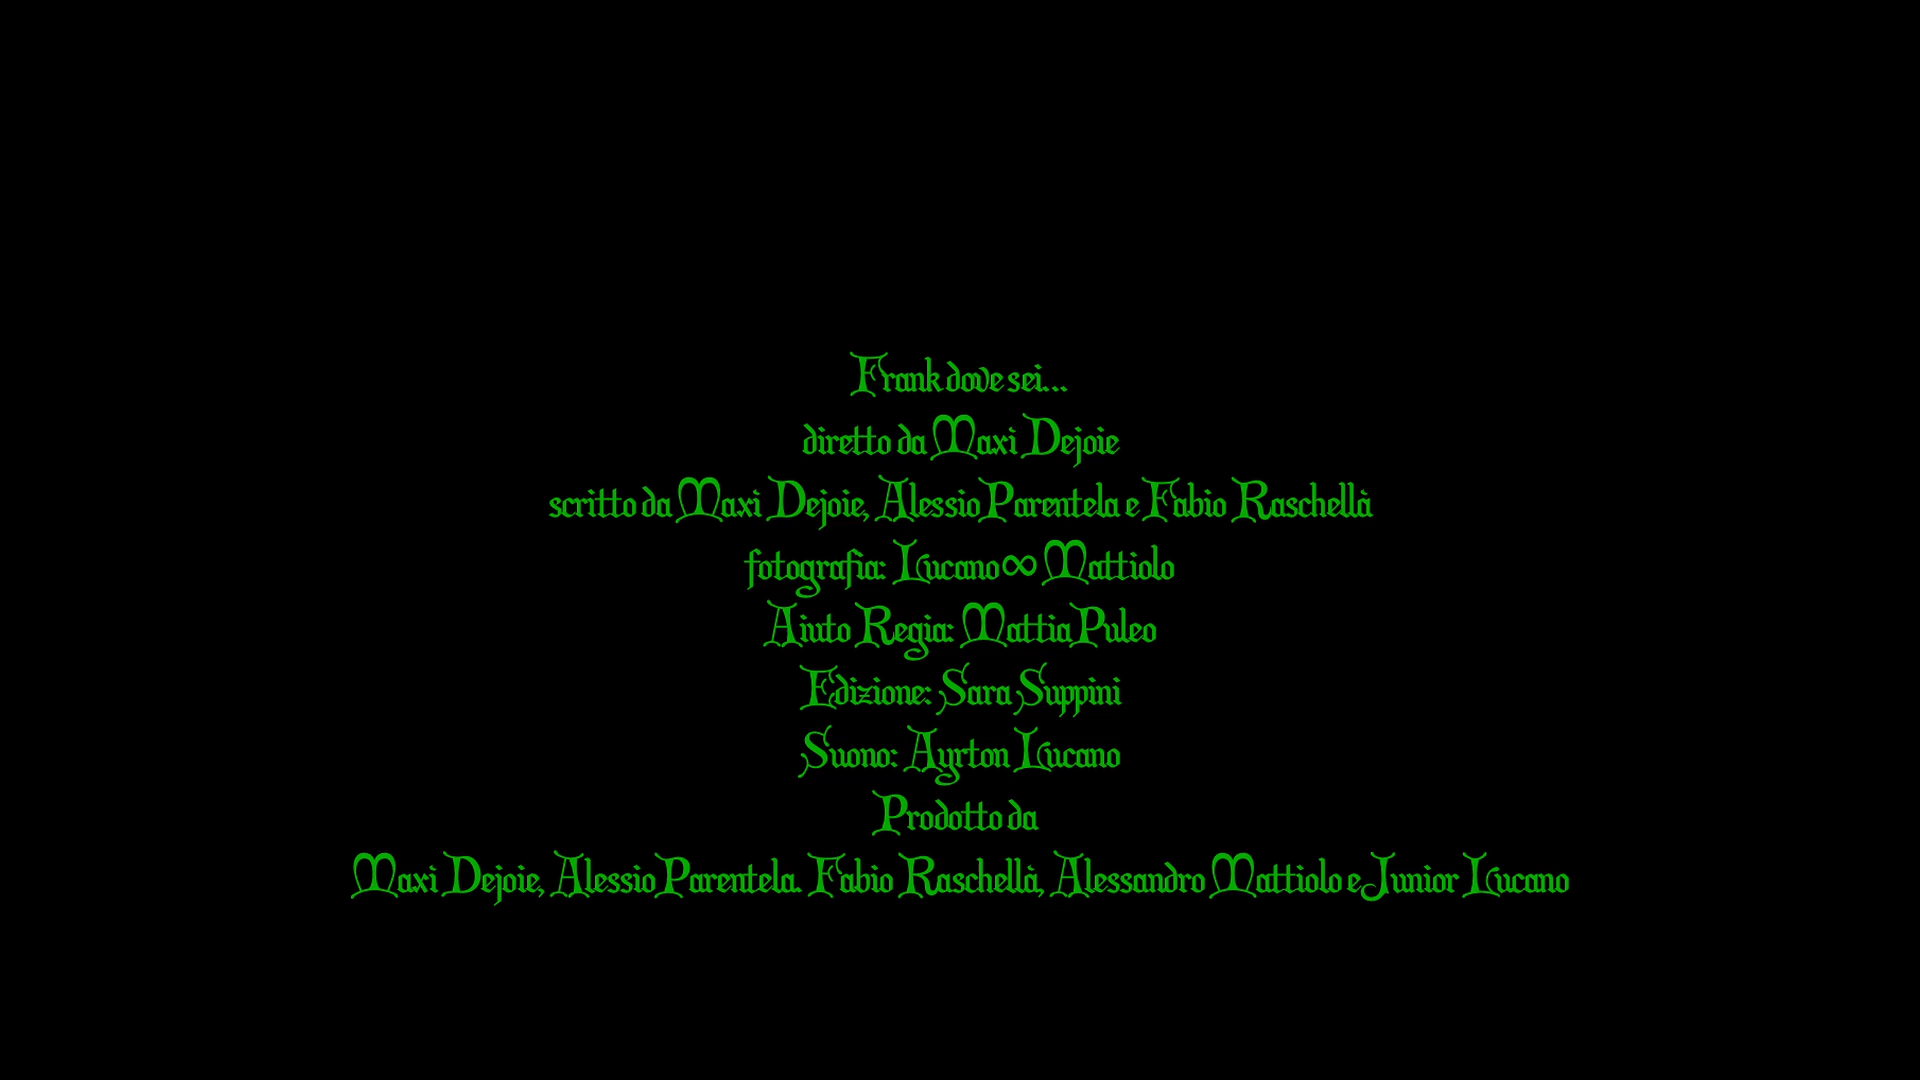 Frank dove sei...
diretto da Maxi Dejoie
scritto da Maxi Dejoie, Alessio Parentela e Fabio Raschellà
fotografia: Lucano∞Mattiolo
Aiuto Regia: Mattia Puleo
Edizione: Sara Suppini
Suono: Ayrton Lucano
Prodotto da
Maxi Dejoie, Alessio Parentela. Fabio Raschellà, Alessandro Mattiolo e Junior Lucano